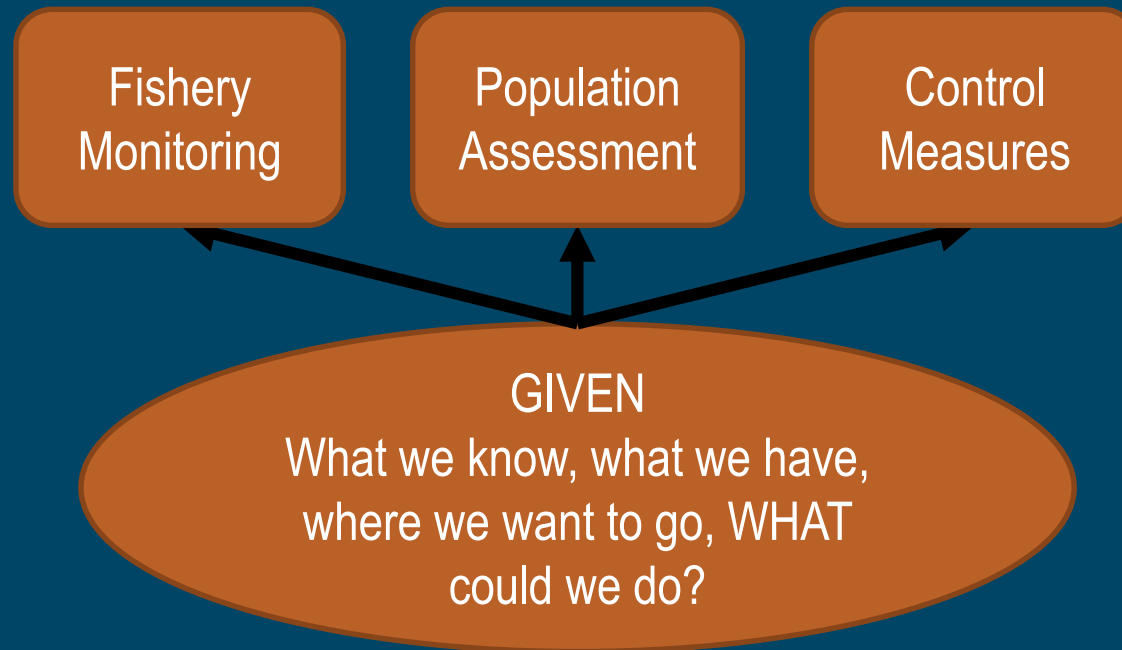 Fishery
Monitoring
Population
Assessment
Control
Measures
GIVEN
What we know, what we have,
where we want to go, WHAT
could we do?